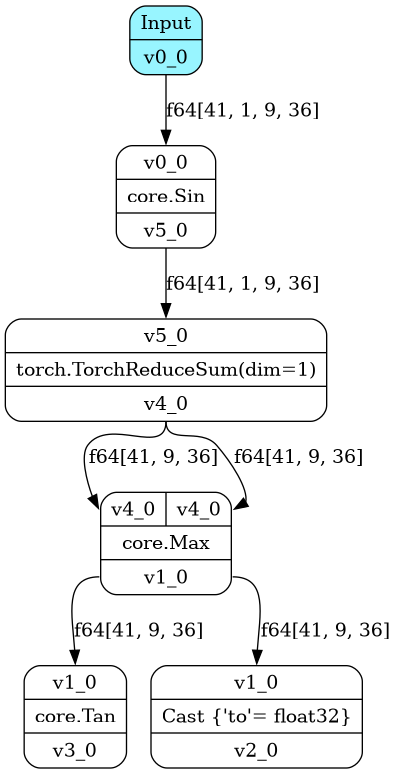 Input
v0_0
f64[41, 1, 9, 36]
v0_0
core.Sin
v5_0
f64[41, 1, 9, 36]
v5_0
torch.TorchReduceSum(dim=1)
v4_0
f64[41, 9, 36] f64[41, 9, 36]
v4_0 v4_0
core.Max
v1_0
f64[41, 9, 36] f64[41, 9, 36]
v1_0 v1_0
core.Tan Cast {'to'= float32}
v3_0 v2_0